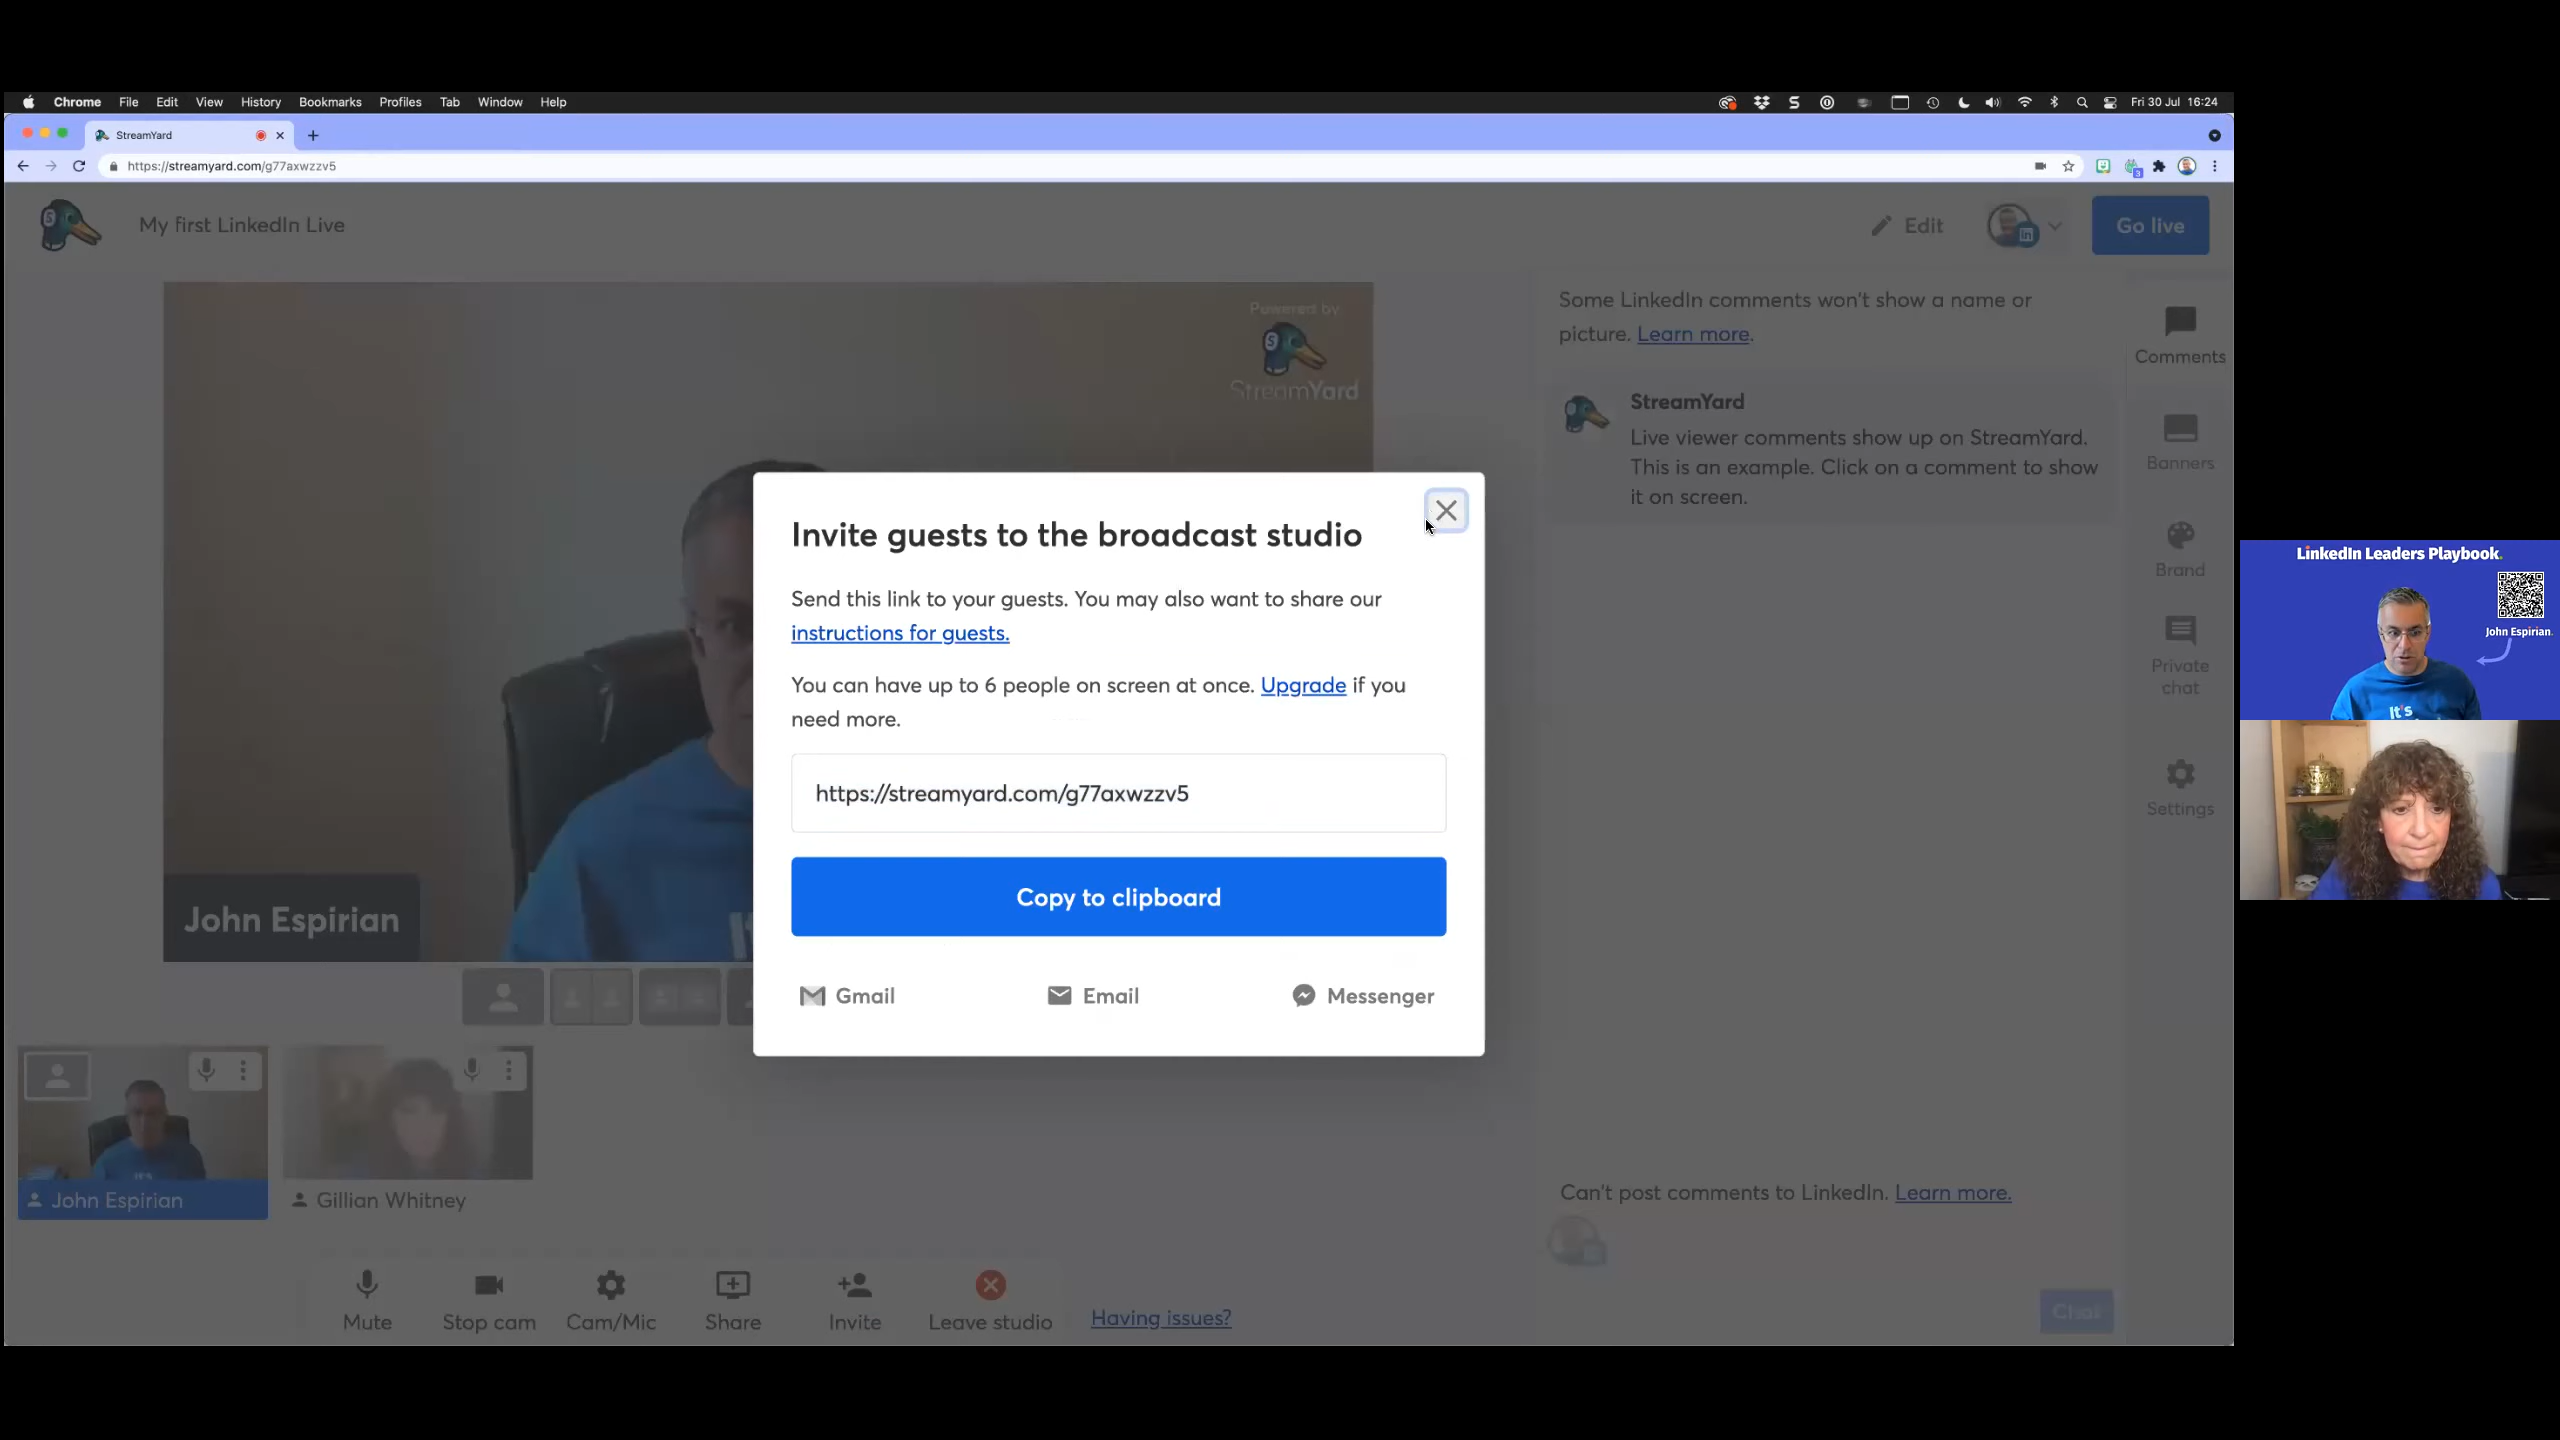 Chrome File Edit View History Bookmarks Profiles Tab Window Help
Fri 30 Jul 16:24
StreamYard
https://streamyard.com/g77axwzzv5
My first LinkedIn Live
Edit
Go live
Powered by
StreamYard
Some LinkedIn comments won't show a name or
picture. Learn more.
StreamYard
Live viewer comments show up on StreamYard.
This is an example. Click on a comment to show
it on screen.
Comments
Banners
Brand
Private
chat
Settings
Invite guests to the broadcast studio
Send this link to your guests. You may also want to share our
instructions for guests.
You can have up to 6 people on screen at once. Upgrade if you
need more.
https://streamyard.com/g77axwzzv5
Copy to clipboard
Gmail
Email
Messenger
John Espirian
John Espirian
Gillian Whitney
Can't post comments to LinkedIn. Learn more.
Chat
Mute
Stop cam
Cam/Mic
Share
Invite
Leave studio
Having issues?
LinkedIn Leaders Playbook.
John Espirian.
It's